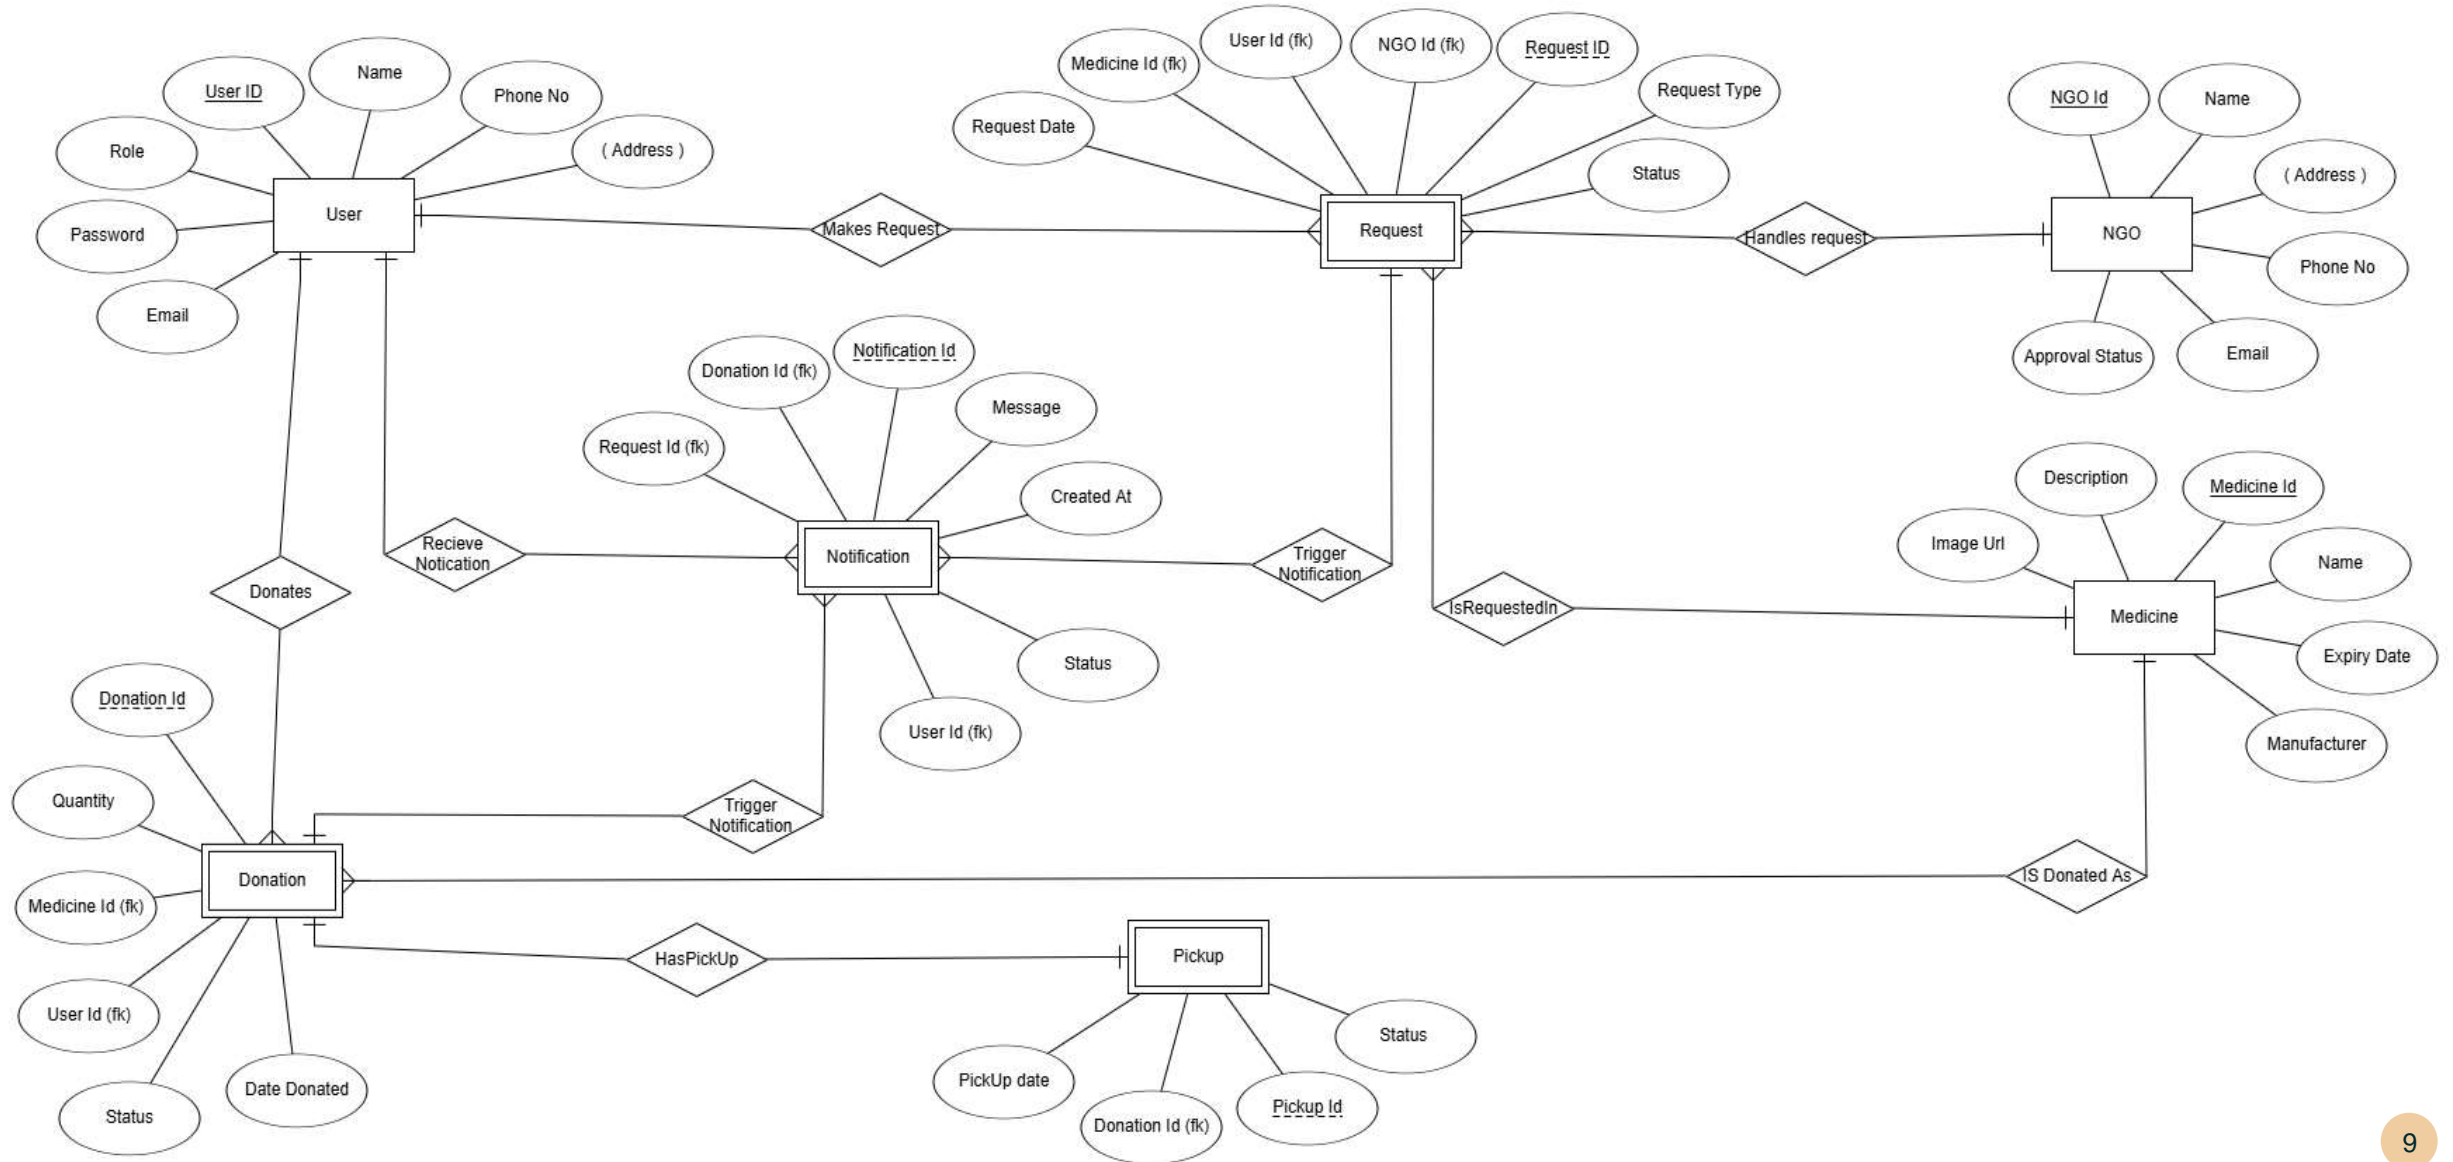 User ID
Name
Phone No
( Address )
Role
Password
Email
User
Makes Request
Request Date
Medicine Id (fk)
User Id (fk)
NGO Id (fk)
Request ID
Request Type
Status
Request
Handles request
NGO Id
Name
( Address )
Phone No
Email
Approval Status
NGO
Request Id (fk)
Donation Id (fk)
Notification Id
Message
Created At
Status
User Id (fk)
Notification
Recieve
Notication
Trigger
Notification
IsRequestedIn
Image Url
Description
Medicine Id
Name
Expiry Date
Manufacturer
Medicine
Donates
Trigger
Notification
Donation Id
Quantity
Medicine Id (fk)
User Id (fk)
Status
Date Donated
Donation
IS Donated As
HasPickUp
Pickup
PickUp date
Donation Id (fk)
Pickup Id
Status
9